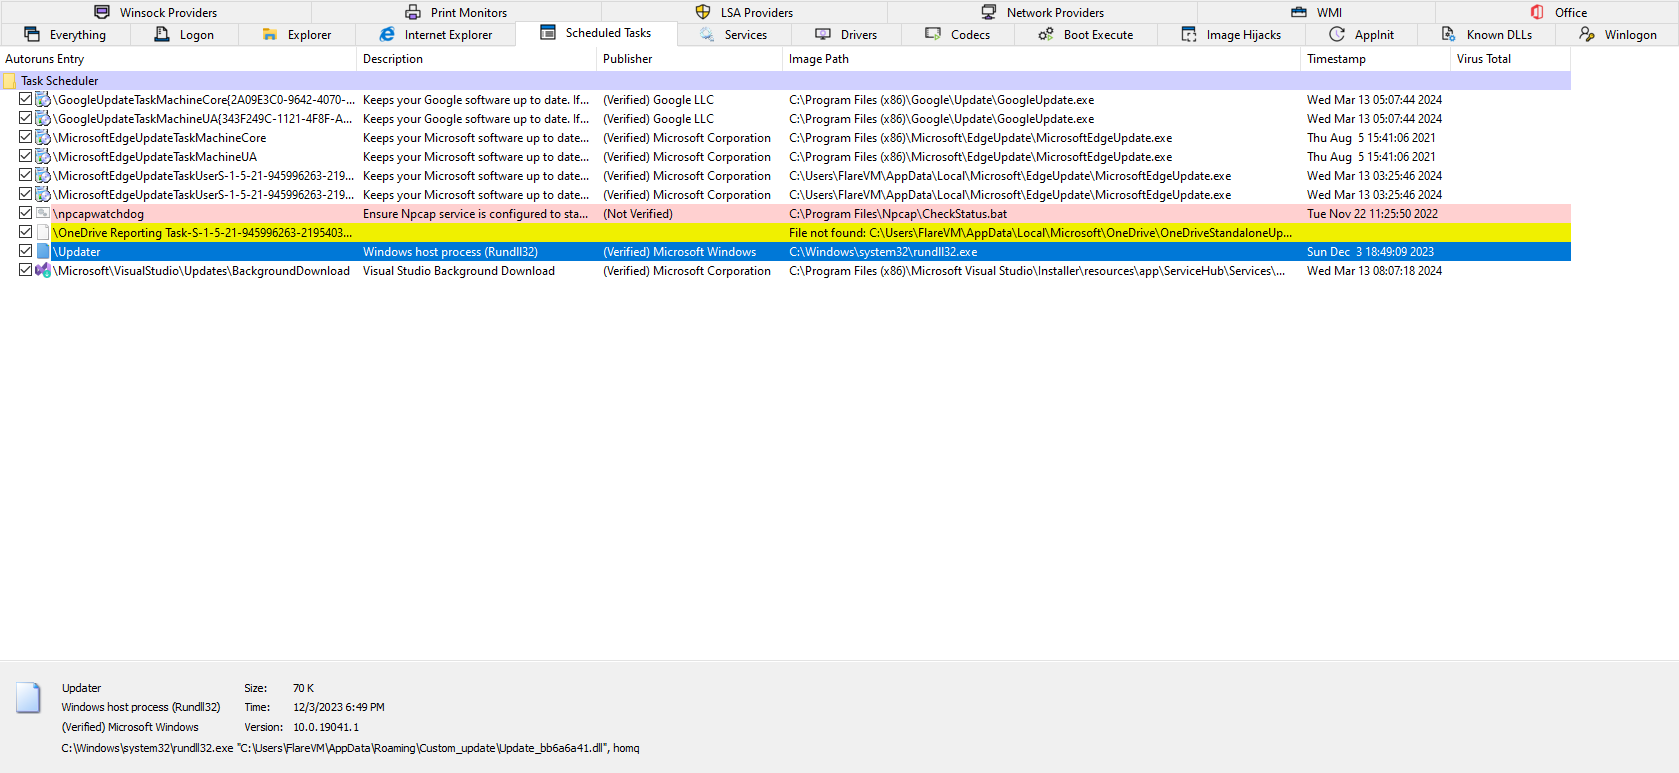 Winsock Providers Print Monitors LSA Providers Network Providers WMI Office
Everything Logon Explorer Internet Explorer Scheduled Tasks Services Drivers Codecs Boot Execute Image Hijacks AppInit Known DLLs Winlogon
Autoruns Entry Description Publisher Image Path Timestamp Virus Total
Task Scheduler
\GoogleUpdateTaskMachineCore{2A09E3C0-9642-4070-... Keeps your Google software up to date. If... (Verified) Google LLC C:\Program Files (x86)\Google\Update\GoogleUpdate.exe Wed Mar 13 05:07:44 2024
\GoogleUpdateTaskMachineUA{343F249C-1121-4F8F-A... Keeps your Google software up to date. If... (Verified) Google LLC C:\Program Files (x86)\Google\Update\GoogleUpdate.exe Wed Mar 13 05:07:44 2024
\MicrosoftEdgeUpdateTaskMachineCore Keeps your Microsoft software up to date... (Verified) Microsoft Corporation C:\Program Files (x86)\Microsoft\EdgeUpdate\MicrosoftEdgeUpdate.exe Thu Aug 5 15:41:06 2021
\MicrosoftEdgeUpdateTaskMachineUA Keeps your Microsoft software up to date... (Verified) Microsoft Corporation C:\Program Files (x86)\Microsoft\EdgeUpdate\MicrosoftEdgeUpdate.exe Thu Aug 5 15:41:06 2021
\MicrosoftEdgeUpdateTaskUserS-1-5-21-945996263-219... Keeps your Microsoft software up to date... (Verified) Microsoft Corporation C:\Users\FlareVM\AppData\Local\Microsoft\EdgeUpdate\MicrosoftEdgeUpdate.exe Wed Mar 13 03:25:46 2024
\MicrosoftEdgeUpdateTaskUserS-1-5-21-945996263-219... Keeps your Microsoft software up to date... (Verified) Microsoft Corporation C:\Users\FlareVM\AppData\Local\Microsoft\EdgeUpdate\MicrosoftEdgeUpdate.exe Wed Mar 13 03:25:46 2024
\npcapwatchdog Ensure Npcap service is configured to sta... (Not Verified) C:\Program Files\Npcap\CheckStatus.bat Tue Nov 22 11:25:50 2022
\OneDrive Reporting Task-S-1-5-21-945996263-2195403... File not found: C:\Users\FlareVM\AppData\Local\Microsoft\OneDrive\OneDriveStandaloneUp...
\Updater Windows host process (Rundll32) (Verified) Microsoft Windows C:\Windows\system32\rundll32.exe Sun Dec 3 18:49:09 2023
\Microsoft\VisualStudio\Updates\BackgroundDownload Visual Studio Background Download (Verified) Microsoft Corporation C:\Program Files (x86)\Microsoft Visual Studio\Installer\resources\app\ServiceHub\Services\... Wed Mar 13 08:07:18 2024
Updater Size: 70 K
Windows host process (Rundll32) Time: 12/3/2023 6:49 PM
(Verified) Microsoft Windows Version: 10.0.19041.1
C:\Windows\system32\rundll32.exe "C:\Users\FlareVM\AppData\Roaming\Custom_update\Update_bb6a6a41.dll", homq